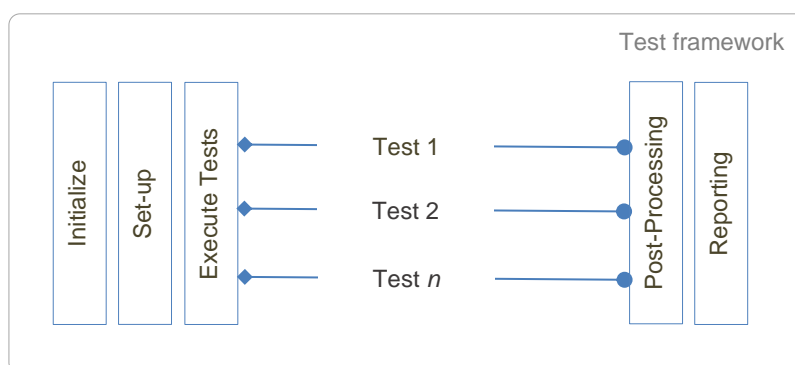 Test framework
Initialize
Set-up
Execute Tests
Test 1
Test 2
Test n
Post-Processing
Reporting